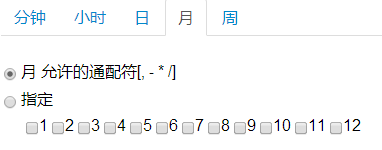 分钟 小时 日 月 周
月 允许的通配符[, - * /]
指定
1 2 3 4 5 6 7 8 9 10 11 12